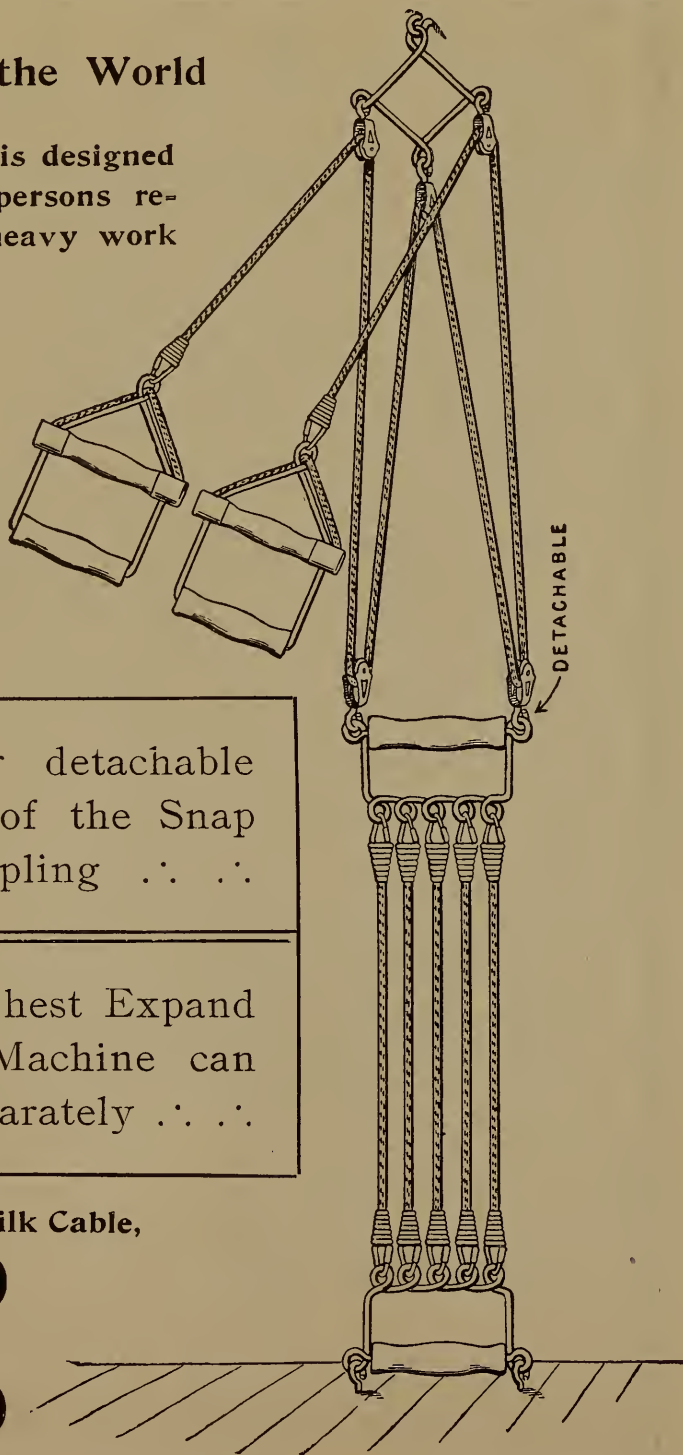 the World
is designed
persons re=
heavy work
DETACHABLE
detachable
of the Snap
pling .·. .·.
hest Expand
Machine can
arately .·. .·.
ilk Cable,